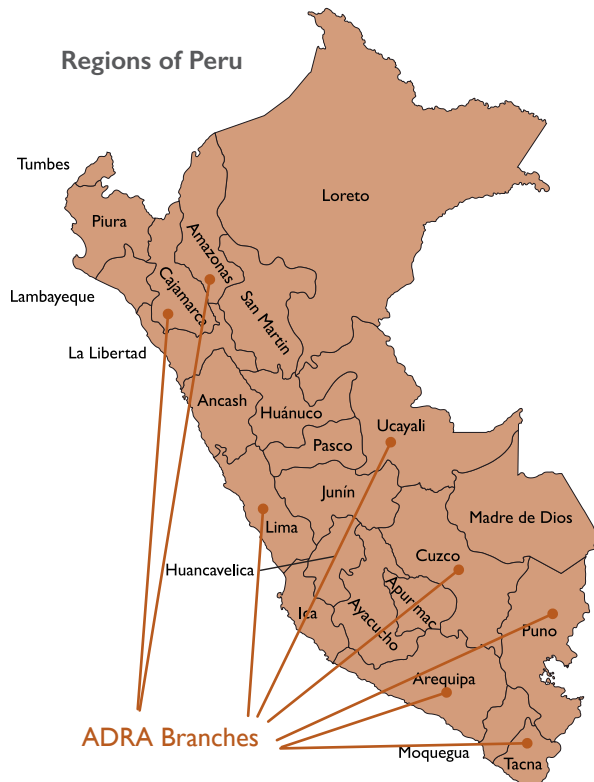 Regions of Peru
Tumbes
Loreto
Piura
Amazonas
Cajamarca
Lambayeque
San Martin
La Libertad
Ancash
Huánuco
Ucayali
Pasco
Junín
Madre de Dios
Lima
Cuzco
Huancavelica
Apurimac
Ica
Ayacucho
Puno
Arequipa
ADRA Branches
Moquegua
Tacna